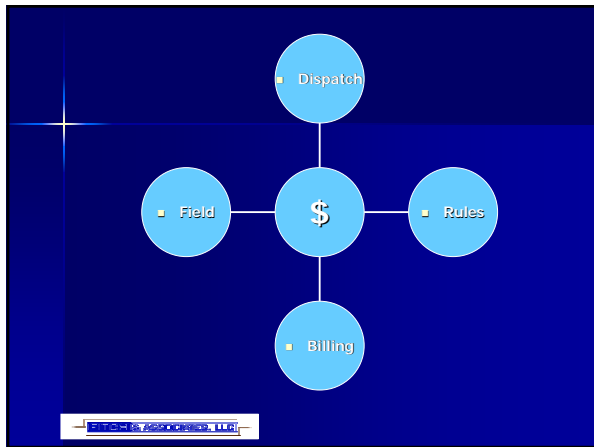 Dispatch
Field
$
Rules
Billing
FITCH & ASSOCIATES, LLC